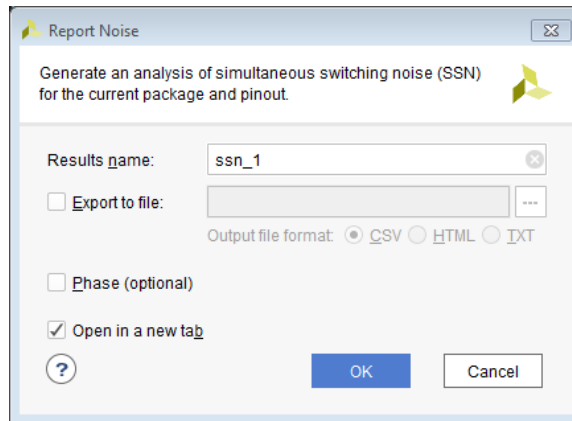 Report Noise
Generate an analysis of simultaneous switching noise (SSN)
for the current package and pinout.
Results name: ssn_1
Export to file: ...
Output file format: CSV HTML TXT
Phase (optional)
Open in a new tab
? OK Cancel